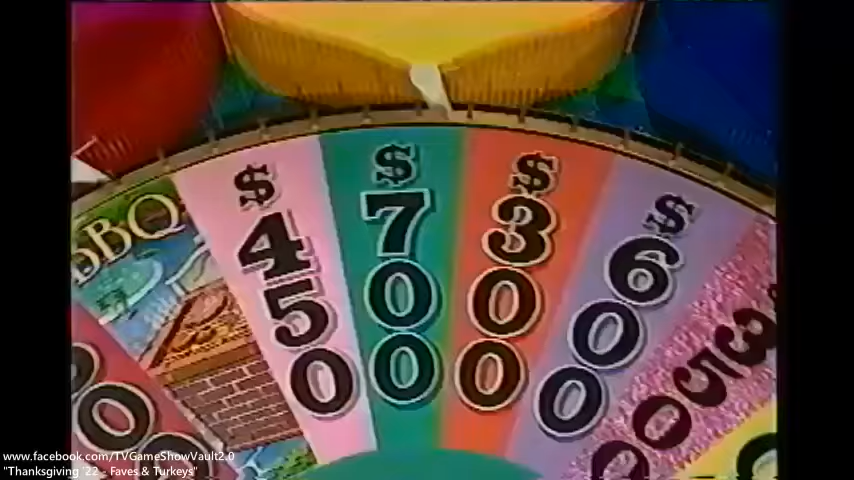 BBQ
$450
$700
$300
$600
www.facebook.com/TVGameShowVault2.0
"Thanksgiving '22 - Faves & Turkeys"